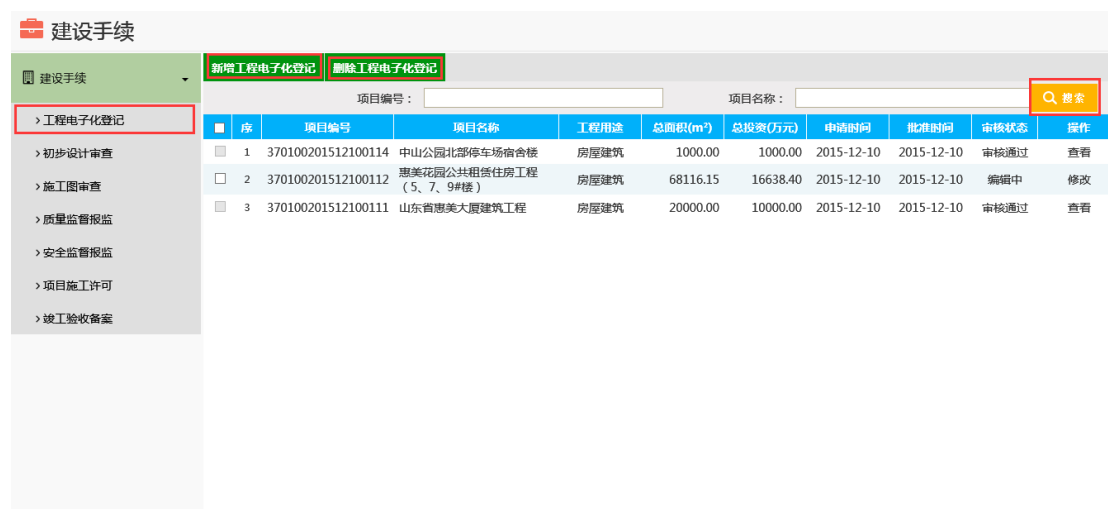 建设手续
建设手续
新增工程电子化登记 删除工程电子化登记
项目编号： 项目名称： 搜索
>工程电子化登记
>初步设计审查
>施工图审查
>质量监督报监
>安全监督报监
>项目施工许可
>竣工验收备案
序 项目编号 项目名称 工程用途 总面积(m²) 总投资(万元) 申请时间 批准时间 审核状态 操作
1 370100201512100114 中山公园北部停车场宿舍楼 房屋建筑 1000.00 1000.00 2015-12-10 2015-12-10 审核通过 查看
2 370100201512100112 惠美花园公共租赁住房工程 房屋建筑 68116.15 16638.40 2015-12-10 2015-12-10 编辑中 修改
（5、7、9#楼）
3 370100201512100111 山东省惠美大厦建筑工程 房屋建筑 20000.00 10000.00 2015-12-10 2015-12-10 审核通过 查看